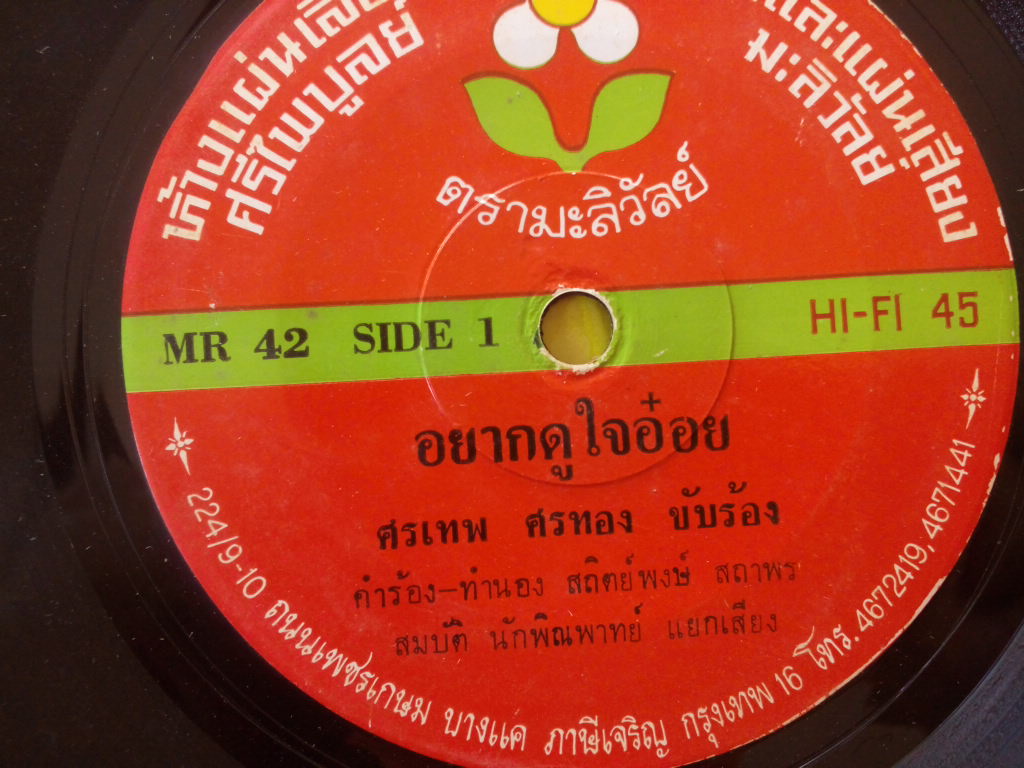 ห้างแผ่นเสียง
ศรีไพบูลย์
และแผ่นเสียง
มะลิวัลย์
ตรามะลิวัลย์
MR 42 SIDE 1
HI-FI 45
อยากดูใจอ๋อย
ศรเทพ ศรทอง ขับร้อง
คำร้อง-ทำนอง สถิตย์พงษ์ สถาพร
สมบัติ นักพิณพาทย์ แยกเสียง
224/9-10 ถนนเพชรเกษม บางแค ภาษีเจริญ กรุงเทพ 16 โทร. 4672419, 4671441